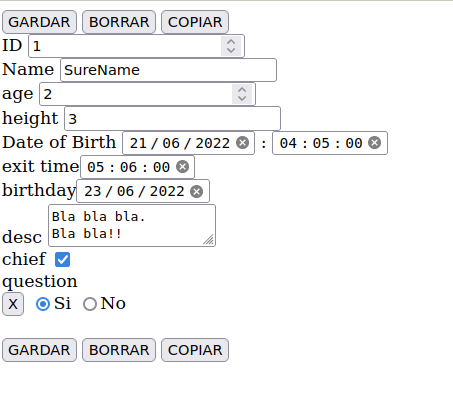 GARDAR BORRAR COPIAR
ID 1
Name SureName
age 2
height 3
Date of Birth 21/06/2022 : 04:05:00
exit time 05:06:00
birthday 23/06/2022
desc Bla bla bla.
Bla bla!!
chief
question
X Si No
GARDAR BORRAR COPIAR